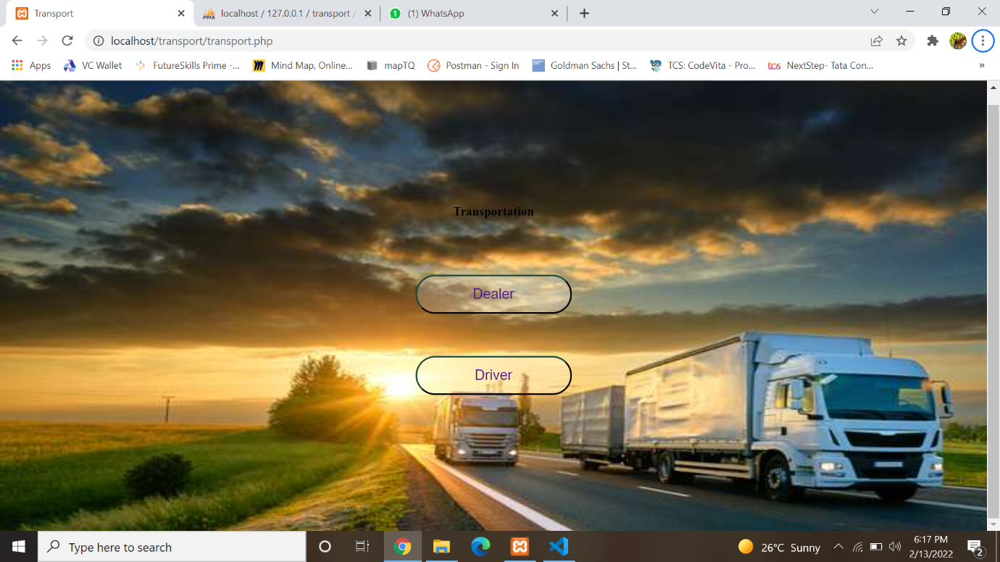 Transport
localhost / 127.0.0.1 / transport /
(1) WhatsApp
localhost/transport/transport.php
Apps
VC Wallet
FutureSkills Prime -...
Mind Map, Online...
mapTQ
Postman - Sign In
Goldman Sachs | St...
TCS: CodeVita - Pro...
tcs
NextStep- Tata Con...
»
Transportation
Dealer
Driver
Type here to search
26°C Sunny
6:17 PM
2/13/2022
2